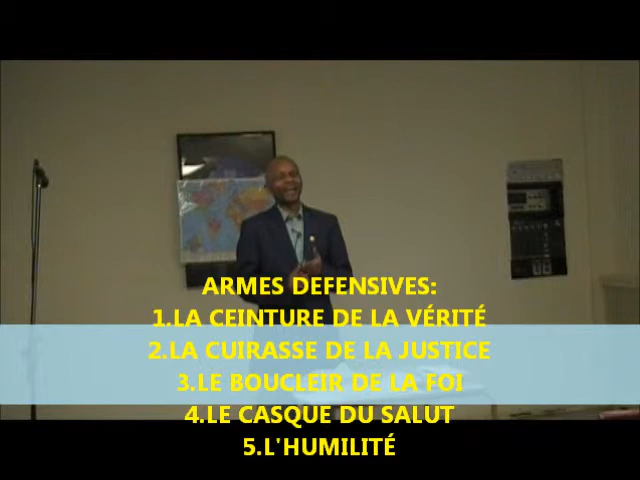 ARMES DEFENSIVES:
1.LA CEINTURE DE LA VÉRITÉ
2.LA CUIRASSE DE LA JUSTICE
3.LE BOUCLEIR DE LA FOI
4.LE CASQUE DU SALUT
5.L'HUMILITÉ